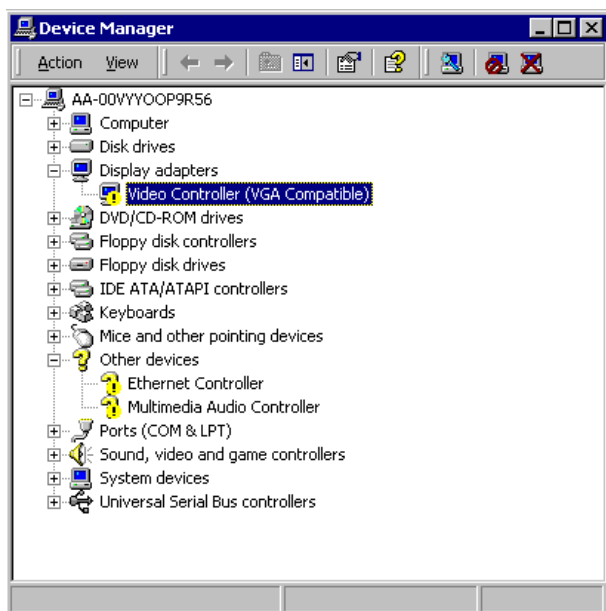 Device Manager
Action View
AA-00VYYOOP9R56
Computer
Disk drives
Display adapters
Video Controller (VGA Compatible)
DVD/CD-ROM drives
Floppy disk controllers
Floppy disk drives
IDE ATA/ATAPI controllers
Keyboards
Mice and other pointing devices
Other devices
Ethernet Controller
Multimedia Audio Controller
Ports (COM & LPT)
Sound, video and game controllers
System devices
Universal Serial Bus controllers